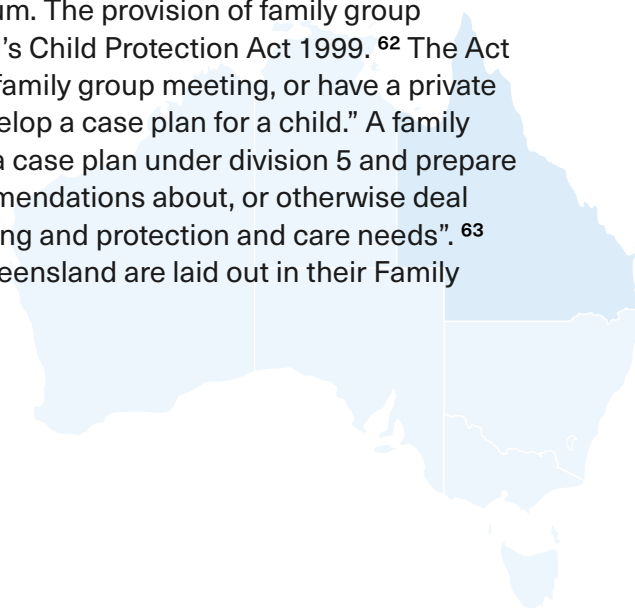 um. The provision of family group
’s Child Protection Act 1999. 62 The Act
family group meeting, or have a private
elop a case plan for a child.” A family
a case plan under division 5 and prepare
mendations about, or otherwise deal
ng and protection and care needs”. 63
eensland are laid out in their Family